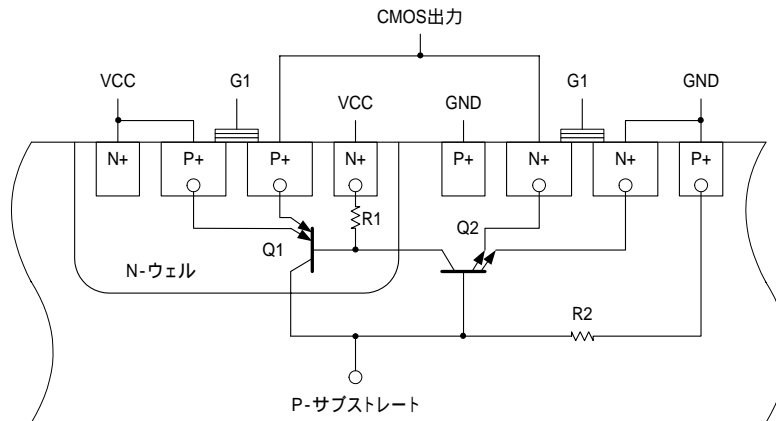 CMOS出力
VCC
G1
VCC
GND
G1
GND
N+
P+
P+
N+
P+
N+
N+
P+
R1
Q1
Q2
N-ウェル
R2
P-サブストレート